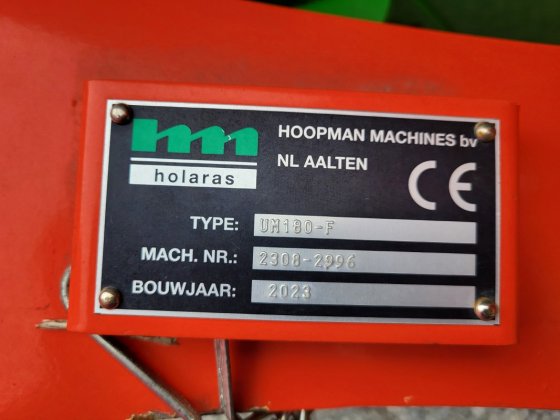 hm
holaras
HOOPMAN MACHINES bv
NL AALTEN
CE
TYPE: UM180-F
MACH. NR.: 2308-2996
BOUWJAAR: 2023